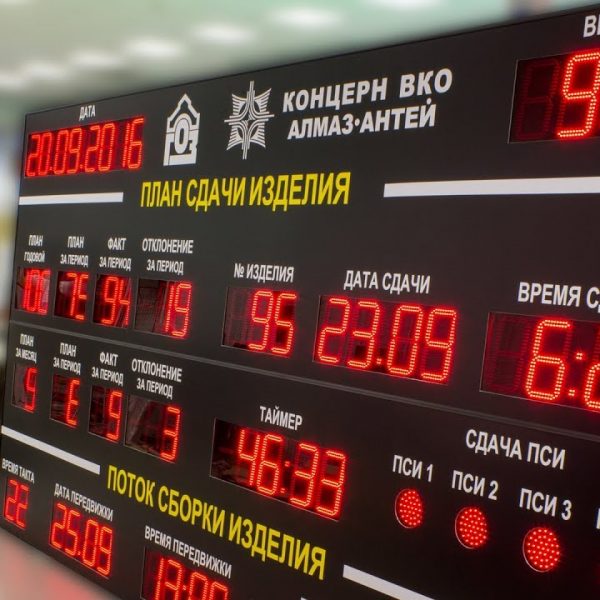 ДАТА
20.09.2016
КОНЦЕРН ВКО
АЛМАЗ•АНТЕЙ
ПЛАН СДАЧИ ИЗДЕЛИЯ
ПЛАН ГОДОВОЙ
ПЛАН ЗА ПЕРИОД
ФАКТ ЗА ПЕРИОД
ОТКЛОНЕНИЕ ЗА ПЕРИОД
№ ИЗДЕЛИЯ
ДАТА СДАЧИ
ВРЕМЯ
100 75 94 19 95 23.09
ПЛАН ЗА МЕСЯЦ
ПЛАН ЗА ПЕРИОД
ФАКТ ЗА ПЕРИОД
ОТКЛОНЕНИЕ ЗА ПЕРИОД
ТАЙМЕР
9 6 9 3 46:33
СДАЧА ПСИ
ПСИ 1
ПСИ 2
ПСИ 3
ПОТОК СБОРКИ ИЗДЕЛИЯ
ВРЕМЯ ТАКТА
22
ДАТА ПЕРЕДВИЖКИ
25.09
ВРЕМЯ ПЕРЕДВИЖКИ